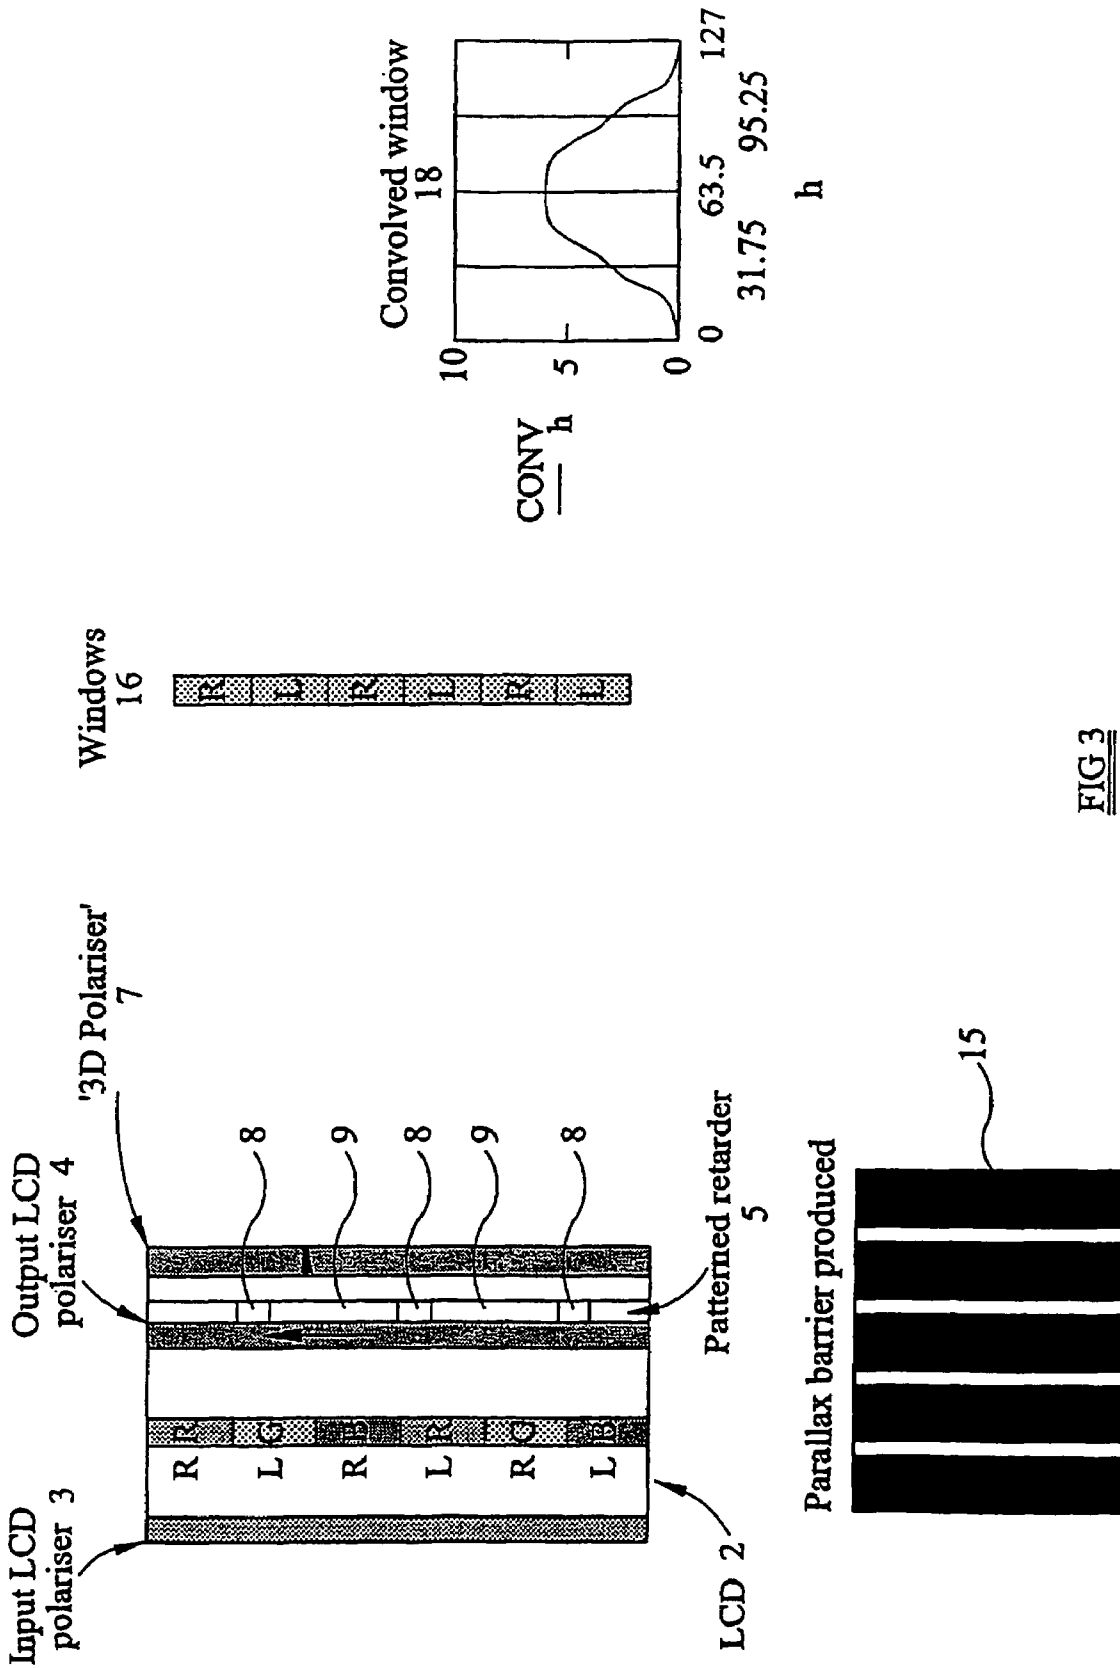 Input LCD
polariser 3
Output LCD
polariser 4
'3D Polariser'
7
R
L
R
L
R
L
R
G
B
R
G
B
8
9
8
9
8
LCD 2
Patterned retarder
5
Windows
16
R
L
R
L
R
L
Convolved window
18
10
5
0
CONV
h
0
31.75
63.5
95.25
127
h
Parallax barrier produced
15
FIG 3